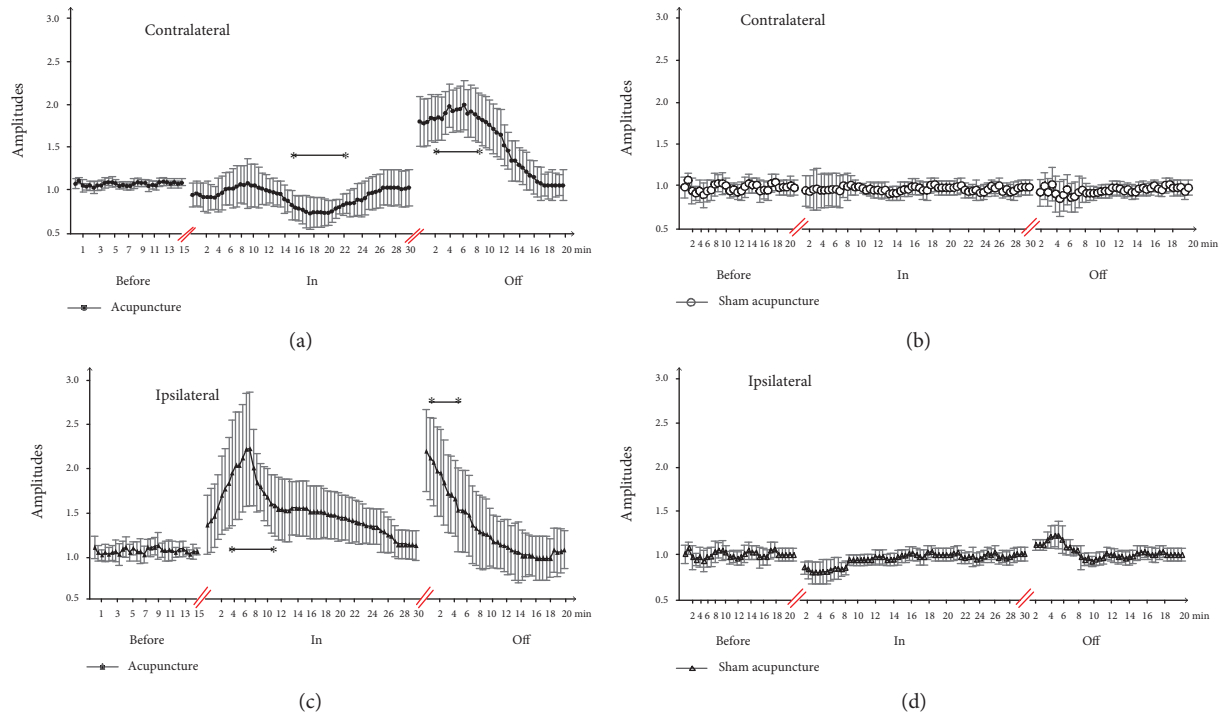 3.0
Contralateral
2.5
2.0
1.5
1.0
0.5
Amplitudes
*
*
*
*
1 3 5 7 9 11 13 15 2 4 6 8 10 14 16 18 20 22 24 26 28 30 2 4 6 8 10 12 14 16 18 20 min
Before In Off
Acupuncture
(a)
3.0
Contralateral
2.5
2.0
1.5
1.0
0.5
Amplitudes
2 4 6 8 10 12 14 16 18 20 2 4 6 8 10 12 14 16 18 20 22 24 26 28 30 2 4 6 8 10 12 14 16 18 20 min
Before In Off
Sham acupuncture
(b)
3.0
Ipsilateral
2.5
2.0
1.5
1.0
0.5
Amplitudes
*
*
*
*
1 3 5 7 9 11 13 15 2 4 6 8 10 12 14 16 18 20 22 24 26 28 30 2 4 6 8 10 12 14 16 18 20 min
Before In Off
Acupuncture
(c)
3.0
Ipsilateral
2.5
2.0
1.5
1.0
0.5
Amplitudes
2 4 6 8 10 12 14 16 18 20 2 4 6 8 10 12 14 16 18 20 22 24 26 28 30 2 4 6 8 10 12 14 16 18 20 min
Before In Off
Sham acupuncture
(d)